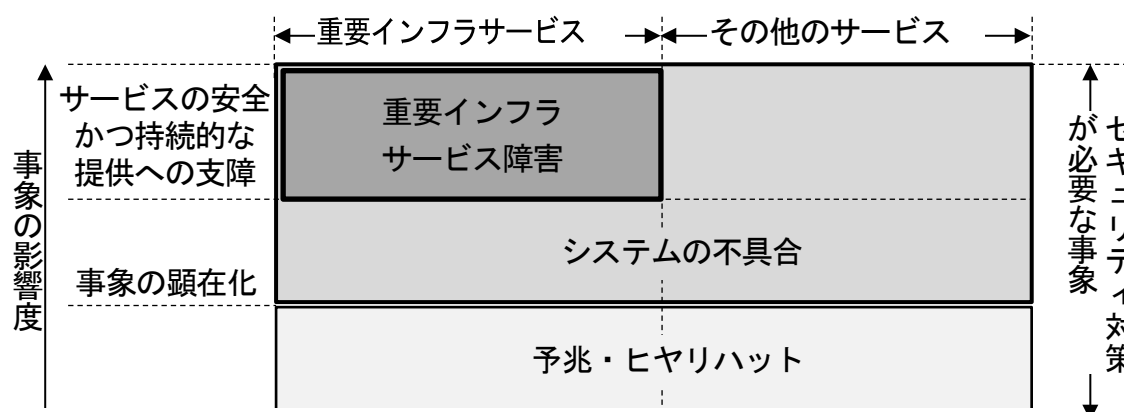 重要インフラサービス
その他のサービス
サービスの安全
かつ持続的な
提供への支障
重要インフラ
サービス障害
事象の影響度
システムの不具合
事象の顕在化
予兆・ヒヤリハット
セキュリティ対策
が必要な事象